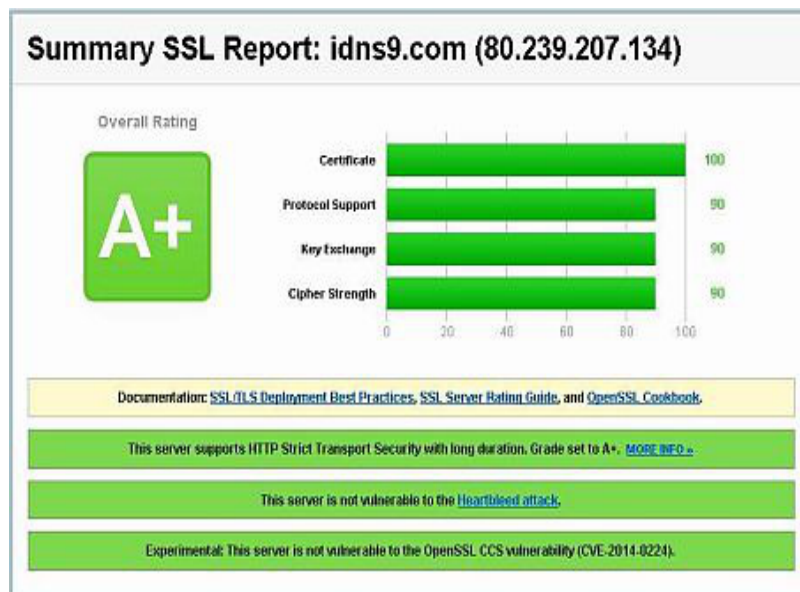 Summary SSL Report: idns9.com (80.239.207.134)
Overall Rating
A+
Certificate 100
Protocol Support 90
Key Exchange 90
Cipher Strength 90
0 20 40 60 80 100
Documentation: SSL/TLS Deployment Best Practices, SSL Server Rating Guide, and OpenSSL Cookbook.
This server supports HTTP Strict Transport Security with long duration. Grade set to A+. MORE INFO »
This server is not vulnerable to the Heartbleed attack.
Experimental: This server is not vulnerable to the OpenSSL CCS vulnerability (CVE-2014-0224).